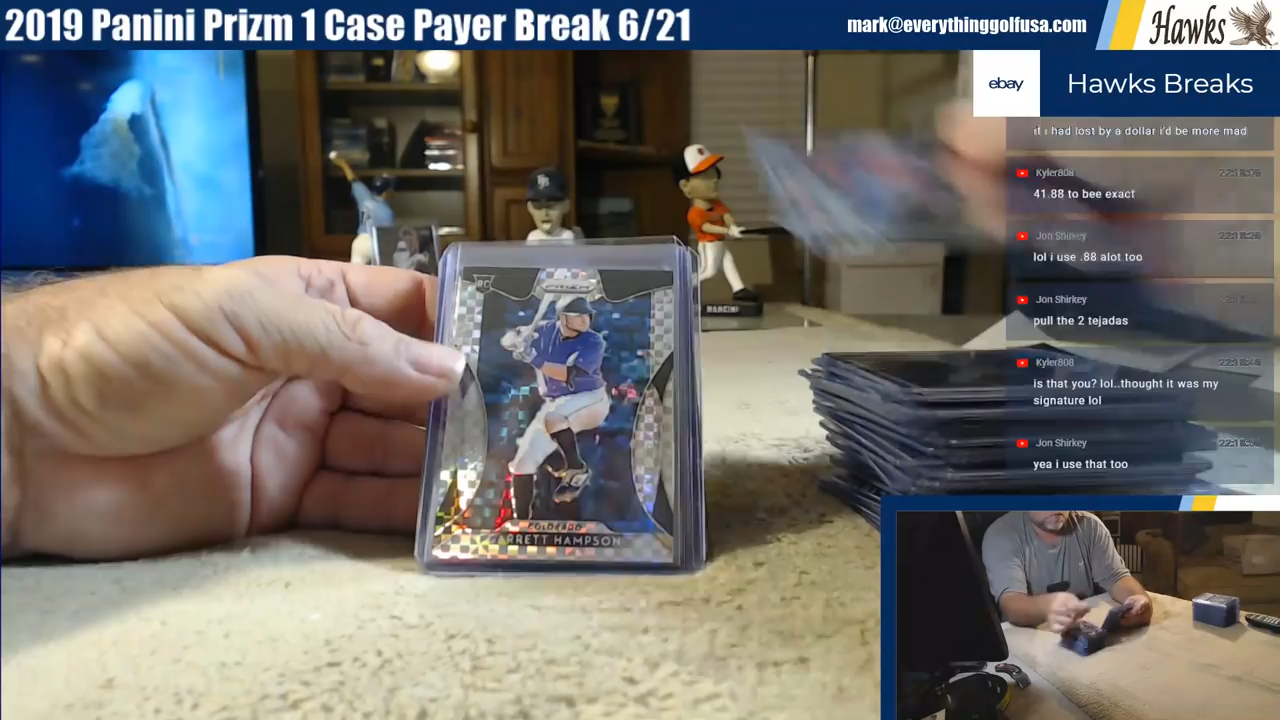 2019 Panini Prizm 1 Case Payer Break 6/21
mark@everythinggolfusa.com
Hawks
ebay
Hawks Breaks
if i had lost by a dollar i'd be more mad
Kyler808
41.88 to bee exact
Jon Shirkey
lol i use .88 alot too
Jon Shirkey
pull the 2 tejadas
Kyler808
is that you? lol..thought it was my
signature lol
Jon Shirkey
yea i use that too
RC
PRIZM
COLORADO
ARRETT HAMPSON
MANCINI